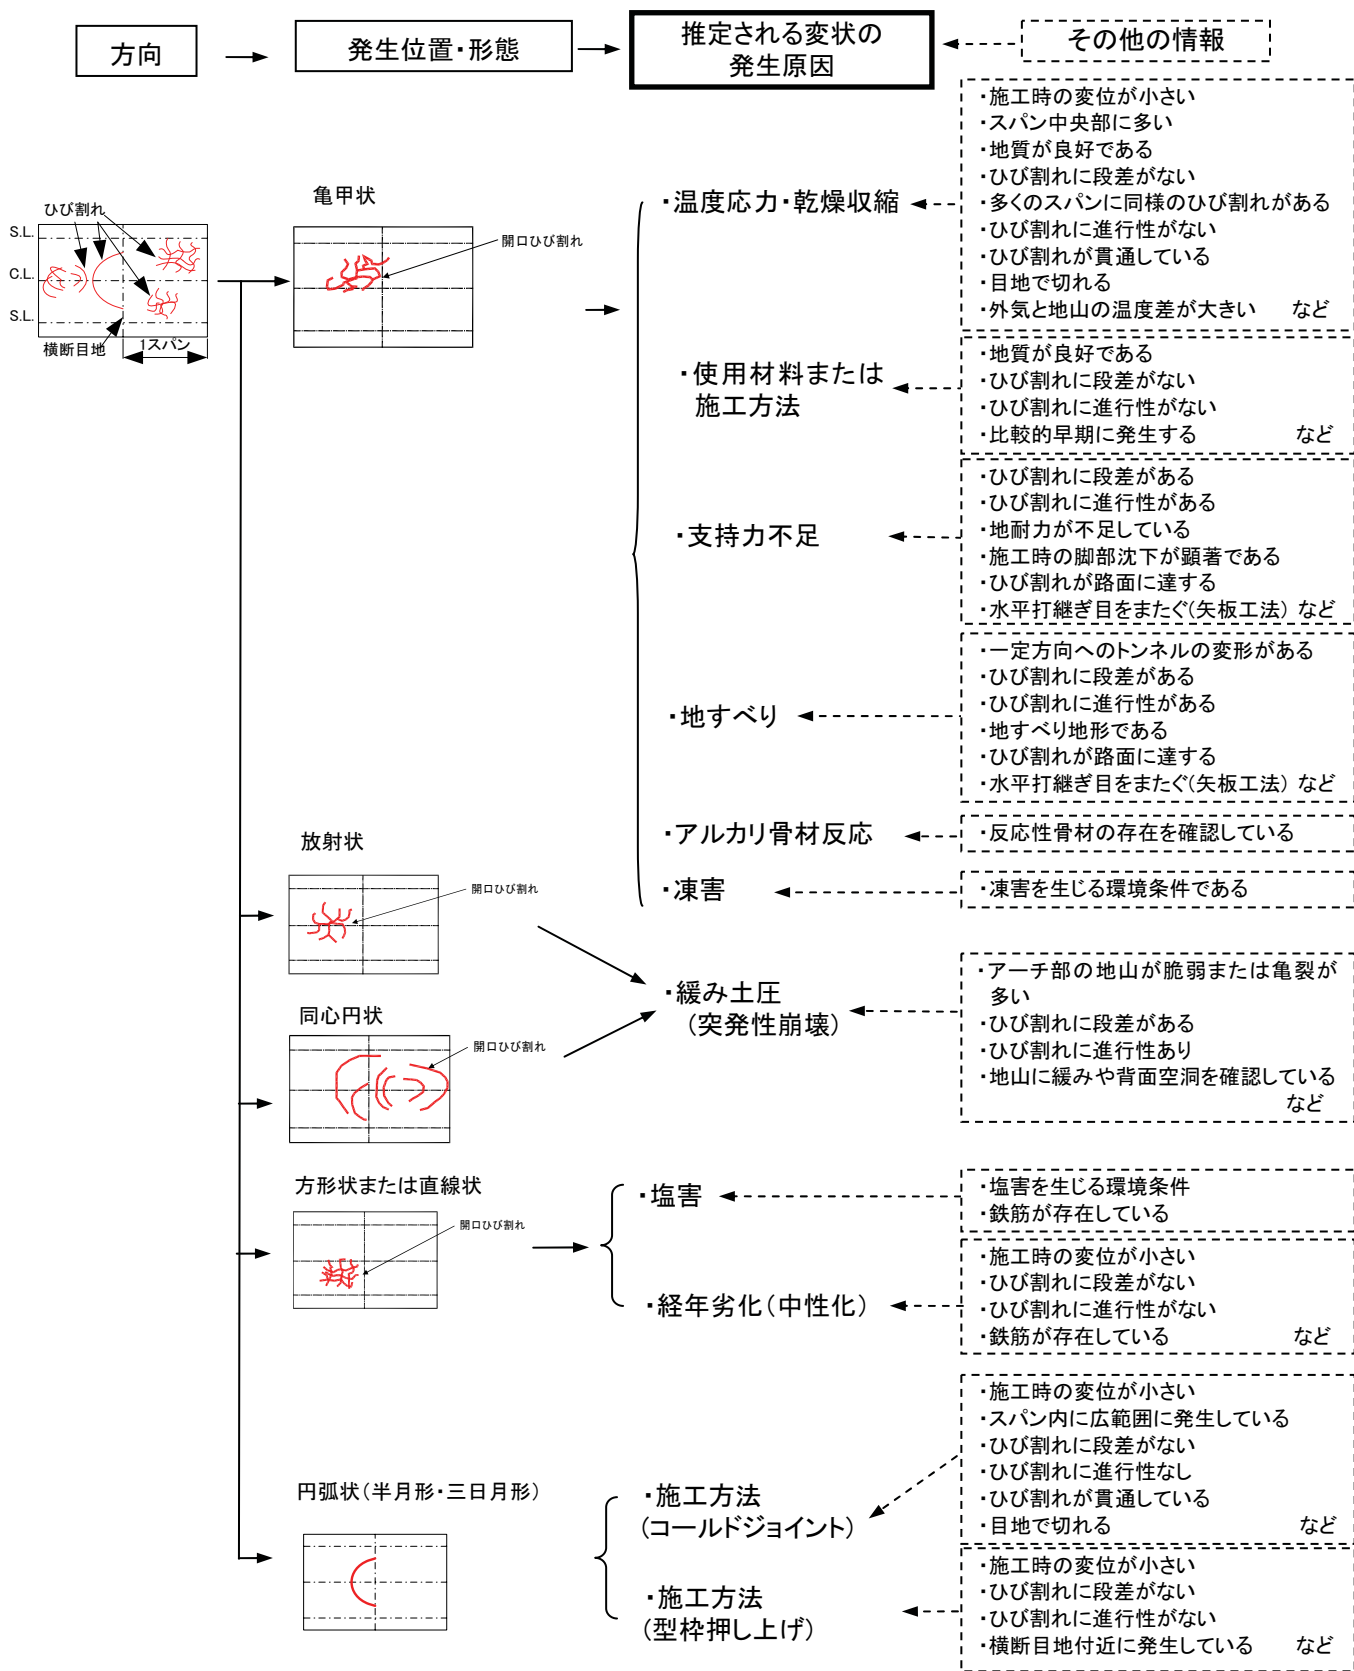 方向
発生位置・形態
推定される変状の
発生原因
その他の情報
ひび割れ
S.L.
C.L.
S.L.
横断目地
1スパン
亀甲状
開口ひび割れ
・温度応力・乾燥収縮
・施工時の変位が小さい
・スパン中央部に多い
・地質が良好である
・ひび割れに段差がない
・多くのスパンに同様のひび割れがある
・ひび割れに進行性がない
・ひび割れが貫通している
・目地で切れる
・外気と地山の温度差が大きい　など
・使用材料または
施工方法
・地質が良好である
・ひび割れに段差がない
・ひび割れに進行性がない
・比較的早期に発生する　など
・支持力不足
・ひび割れに段差がある
・ひび割れに進行性がある
・地耐力が不足している
・施工時の脚部沈下が顕著である
・ひび割れが路面に達する
・水平打継ぎ目をまたぐ(矢板工法) など
・地すべり
・一定方向へのトンネルの変形がある
・ひび割れに段差がある
・ひび割れに進行性がある
・地すべり地形である
・ひび割れが路面に達する
・水平打継ぎ目をまたぐ(矢板工法) など
・アルカリ骨材反応
・反応性骨材の存在を確認している
・凍害
・凍害を生じる環境条件である
放射状
開口ひび割れ
同心円状
開口ひび割れ
・緩み土圧
(突発性崩壊)
・アーチ部の地山が脆弱または亀裂が
多い
・ひび割れに段差がある
・ひび割れに進行性あり
・地山に緩みや背面空洞を確認している
など
方形状または直線状
開口ひび割れ
・塩害
・塩害を生じる環境条件
・鉄筋が存在している
・経年劣化(中性化)
・施工時の変位が小さい
・ひび割れに段差がない
・ひび割れに進行性がない
・鉄筋が存在している　など
円弧状(半月形・三日月形)
・施工方法
(コールドジョイント)
・施工時の変位が小さい
・スパン内に広範囲に発生している
・ひび割れに段差がない
・ひび割れに進行性なし
・ひび割れが貫通している
・目地で切れる　など
・施工方法
(型枠押し上げ)
・施工時の変位が小さい
・ひび割れに段差がない
・ひび割れに進行性がない
・横断目地付近に発生している　など